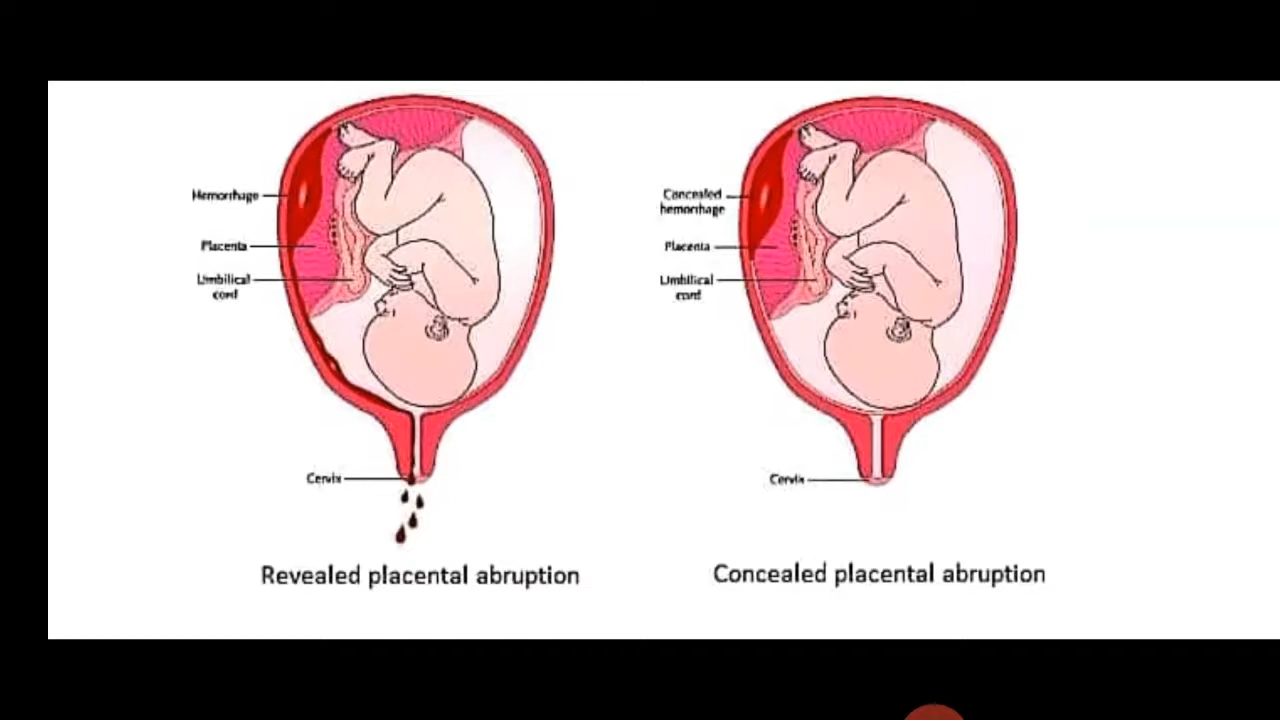 Hemorrhage
Placenta
Umbilical
cord
Cervix
Revealed placental abruption
Concealed
hemorrhage
Placenta
Umbilical
cord
Cervix
Concealed placental abruption